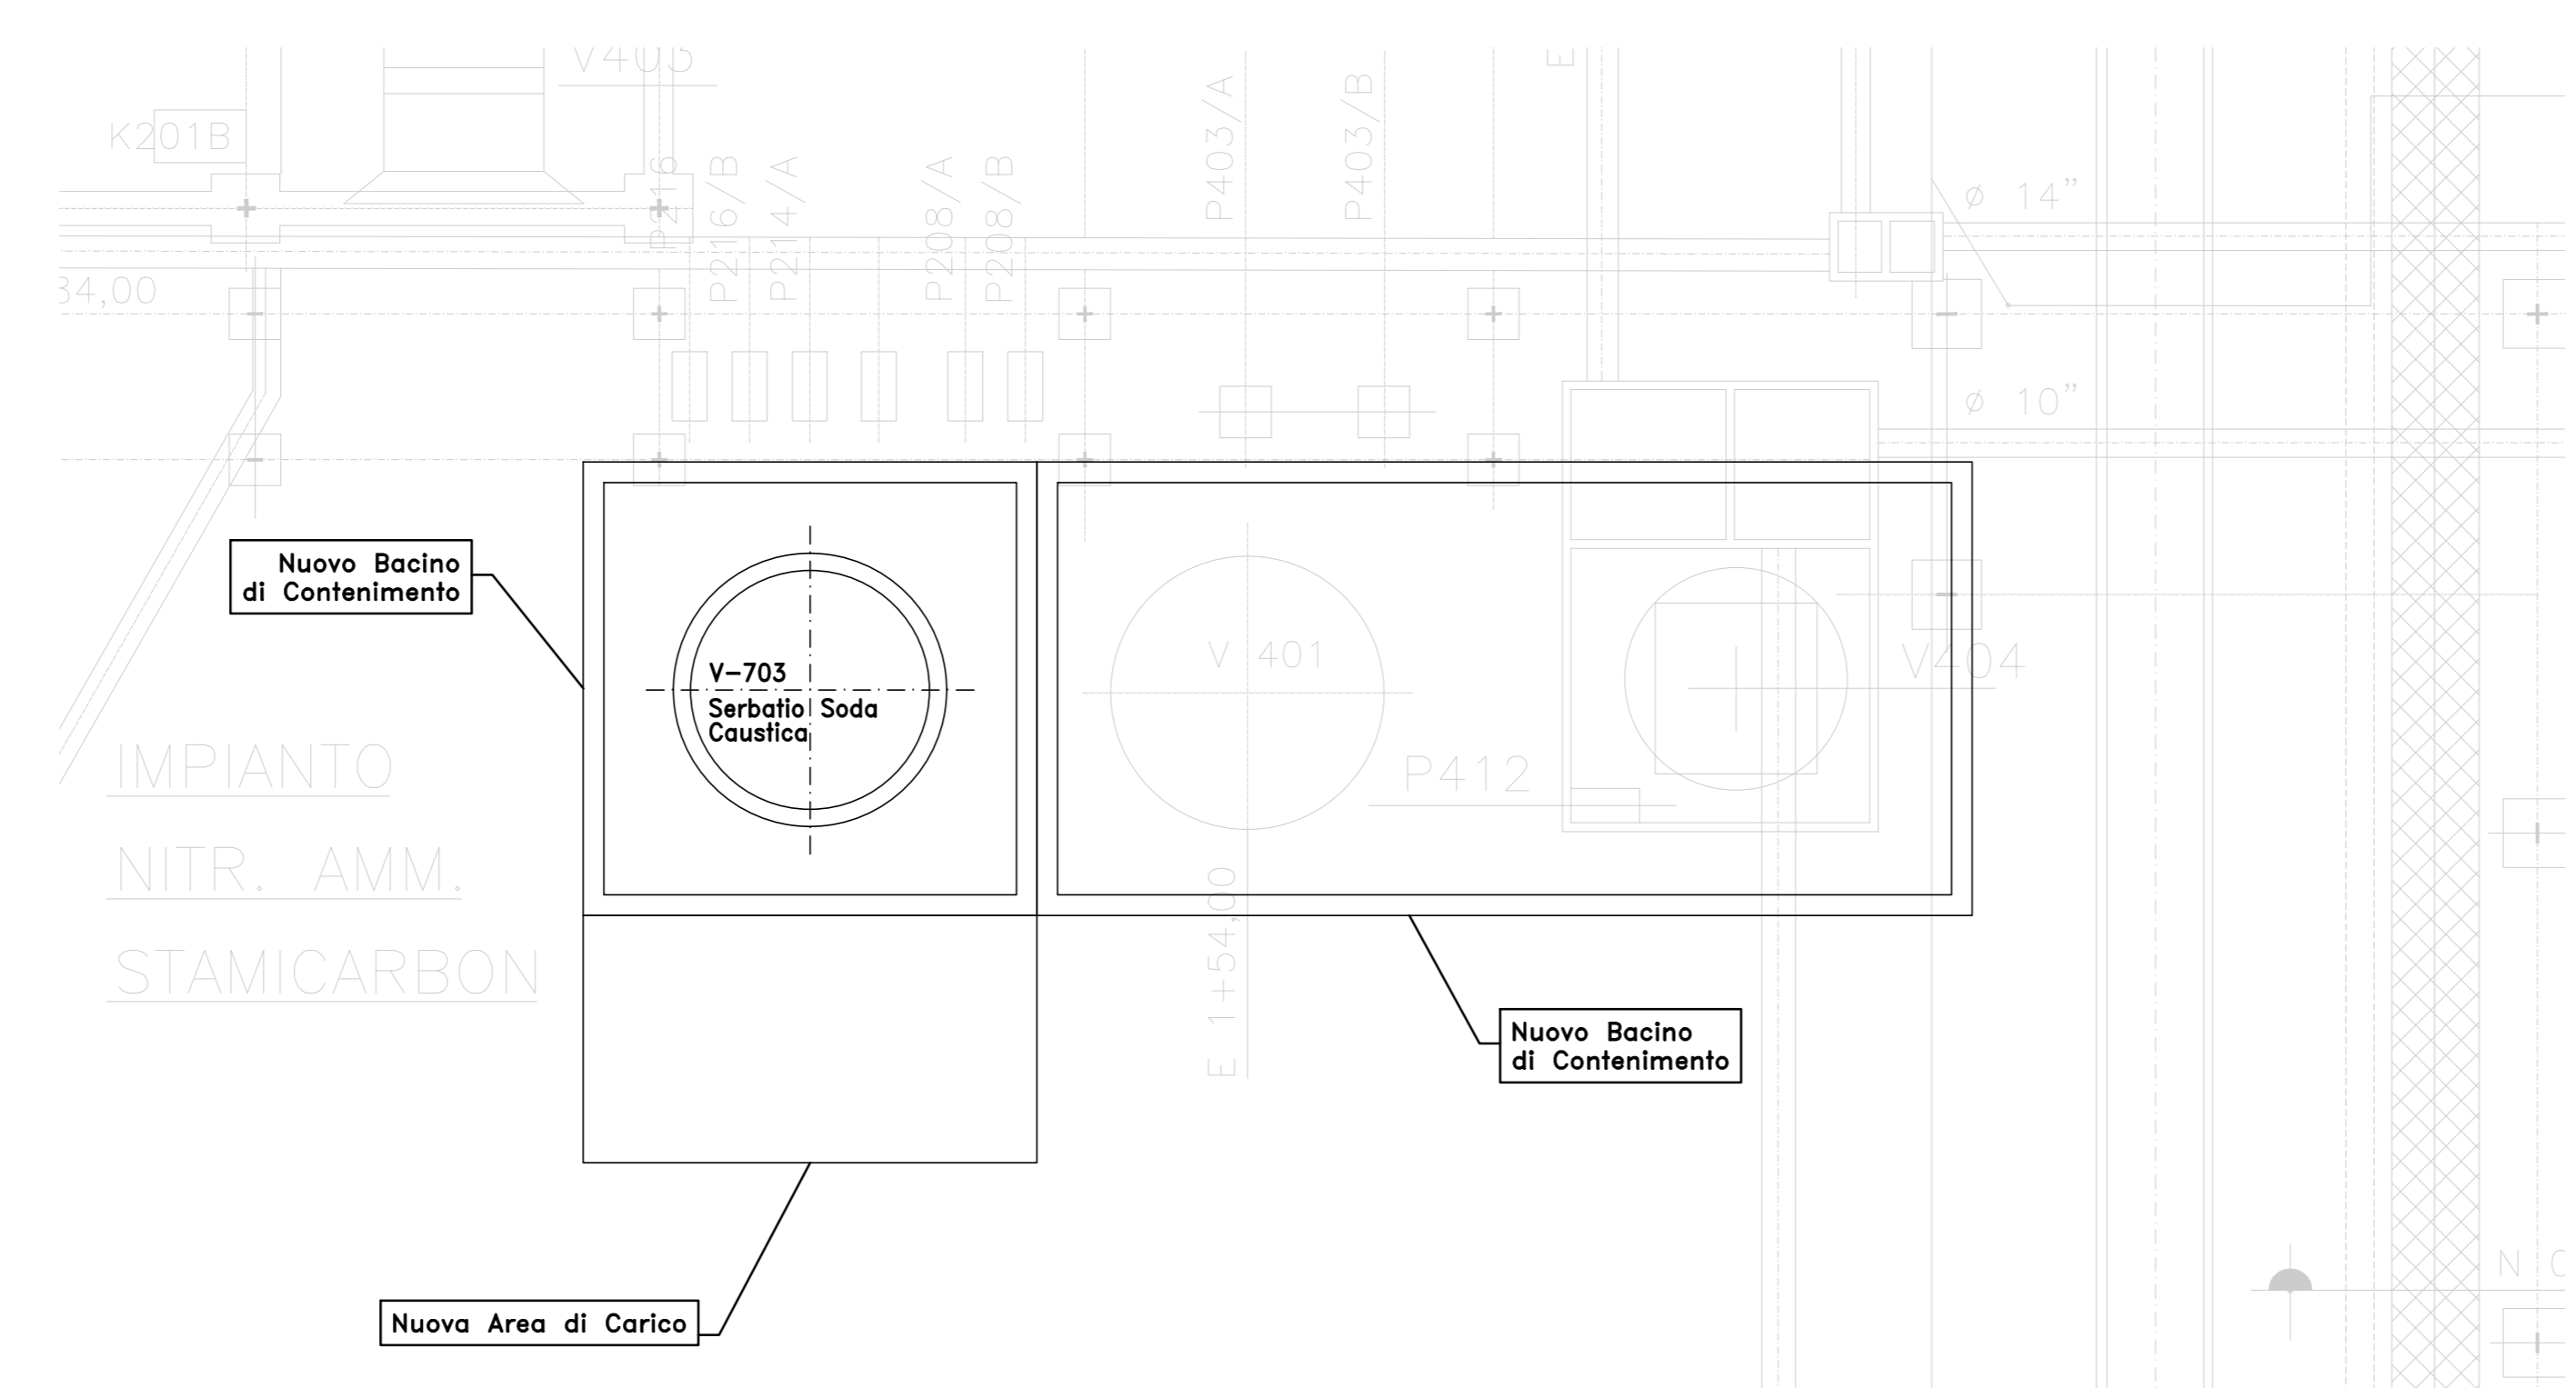 V405
K201B
P216
P216/B
P214/A
P208/A
P208/B
P403/A
P403/B
E
ø 14”
34,00
ø 10”
Nuovo Bacino
di Contenimento
V-703
Serbatio Soda
Caustica
V 401
V404
P412
IMPIANTO
NITR. AMM.
STAMICARBON
E 1+54,00
Nuovo Bacino
di Contenimento
N
Nuova Area di Carico